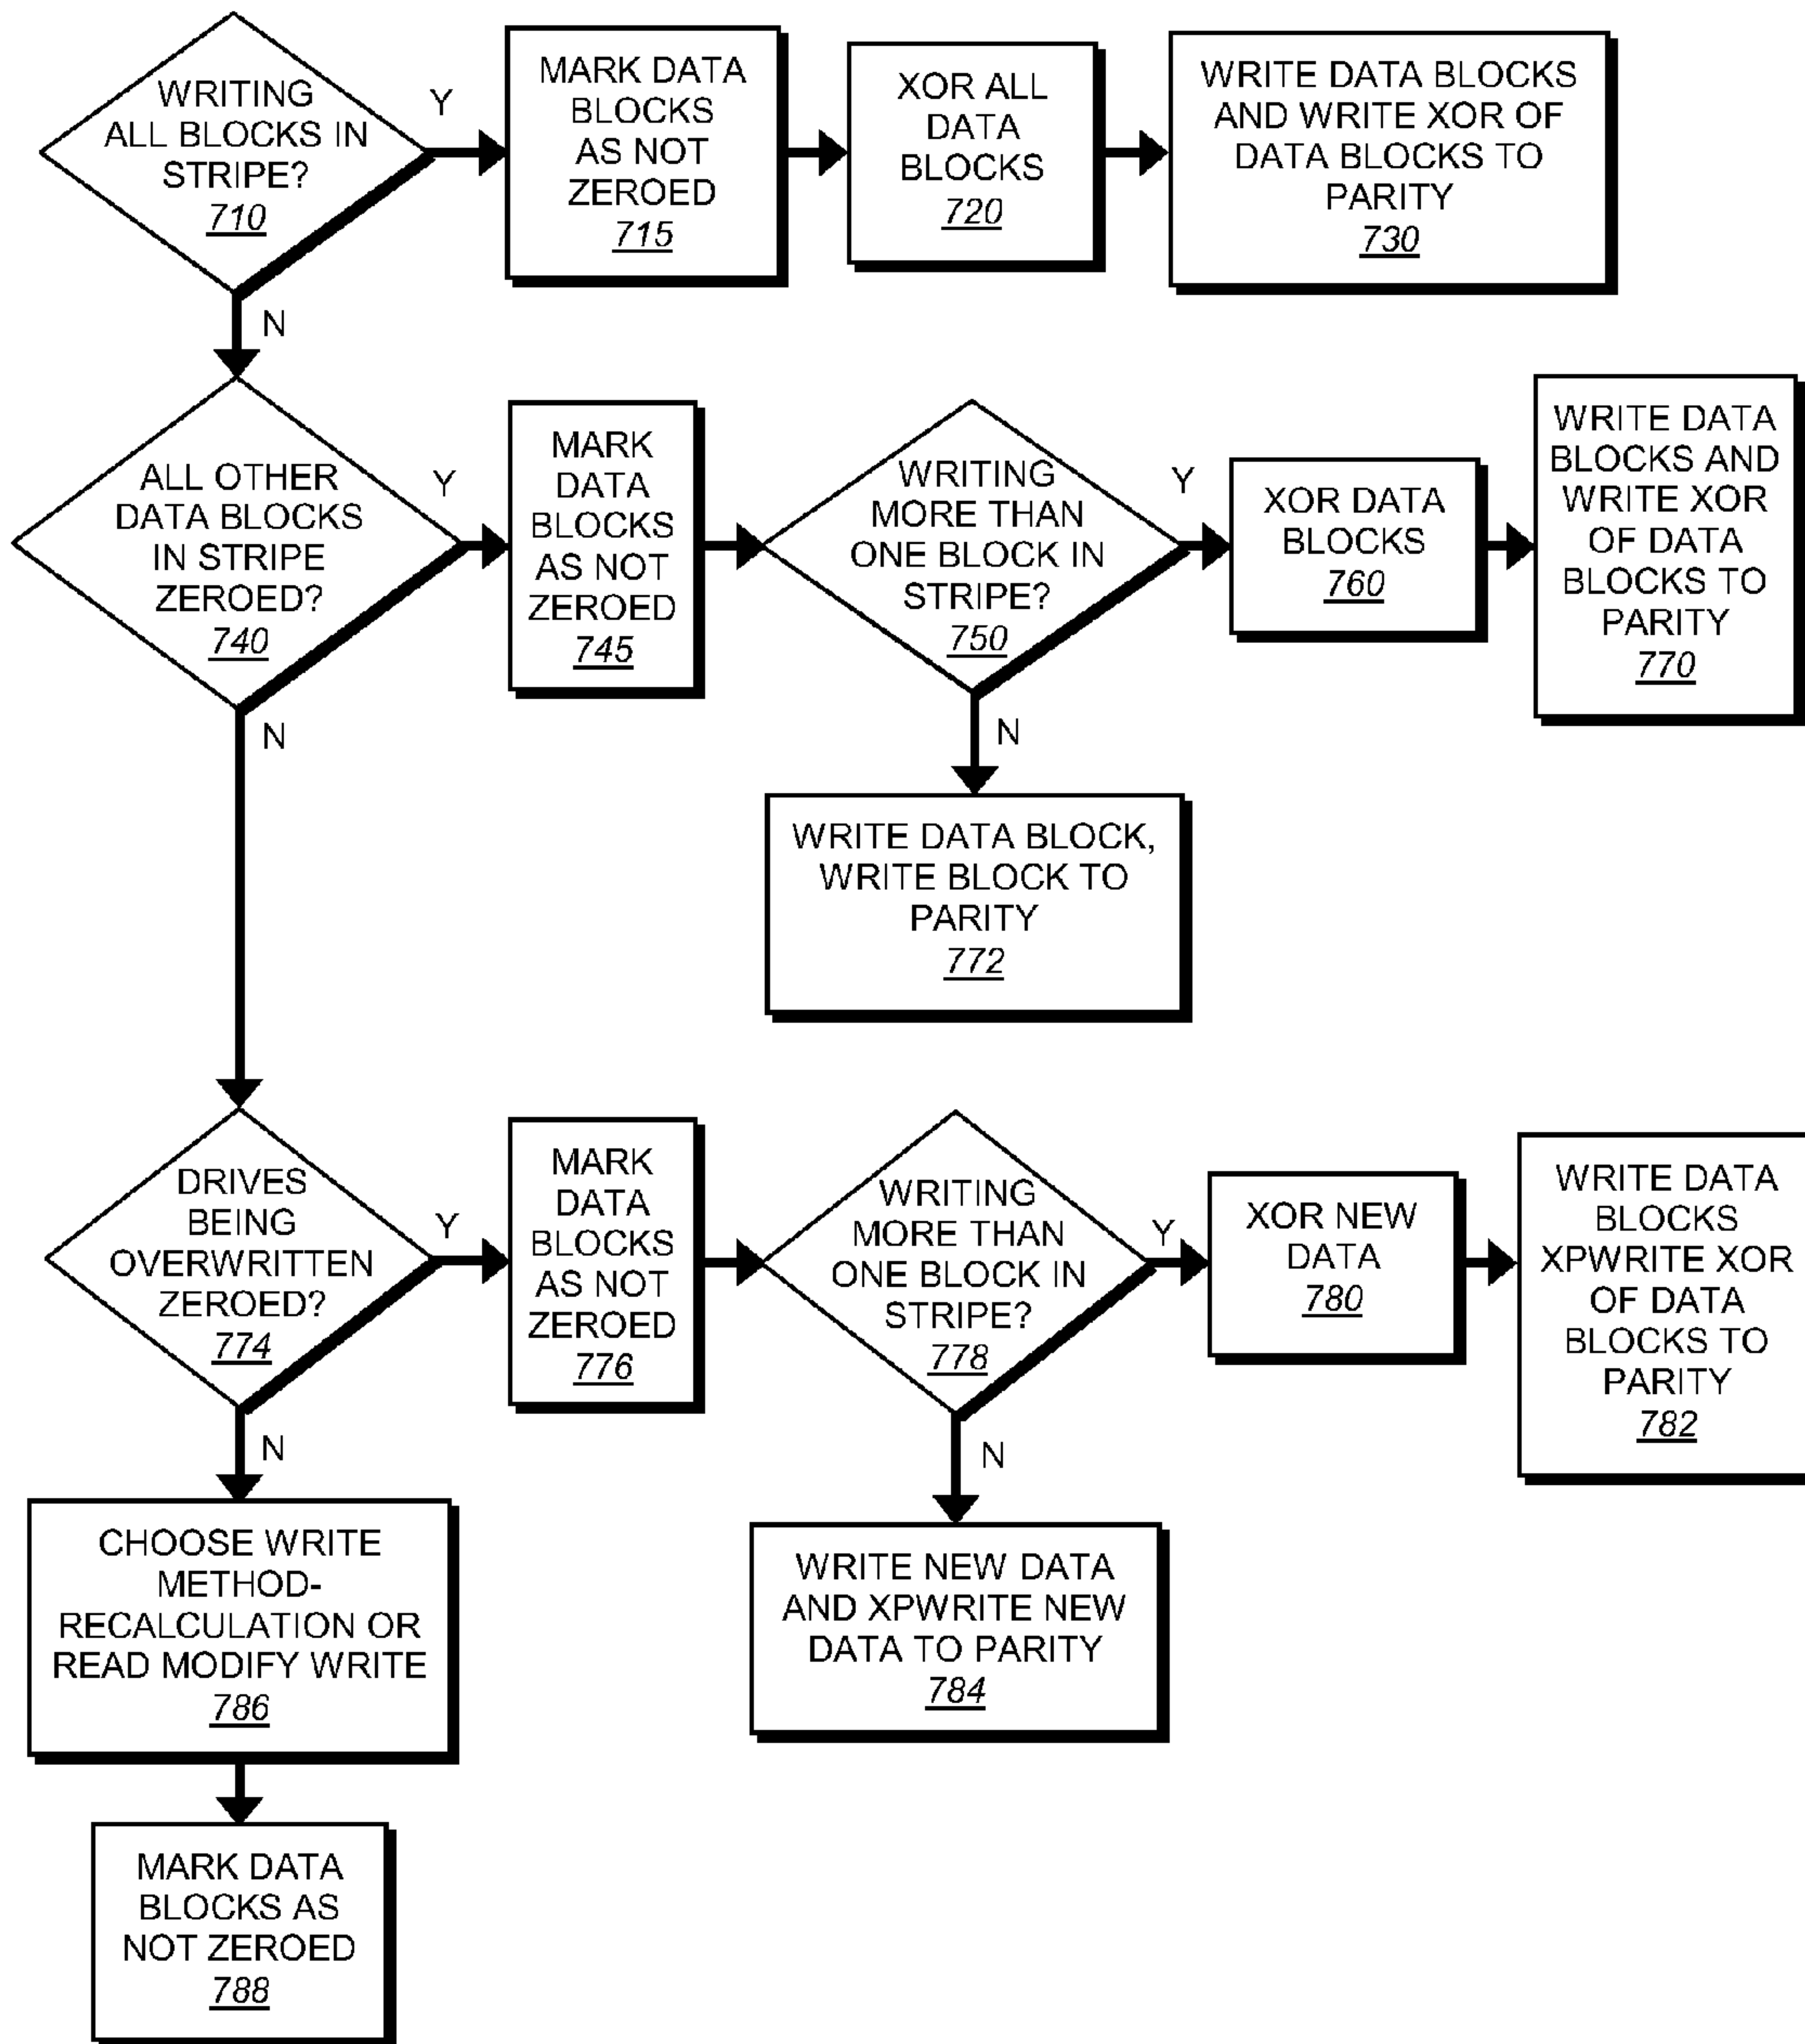 WRITING
ALL BLOCKS IN
STRIPE?
710
Y
N
MARK DATA
BLOCKS
AS NOT
ZEROED
715
XOR ALL
DATA
BLOCKS
720
WRITE DATA BLOCKS
AND WRITE XOR OF
DATA BLOCKS TO
PARITY
730
ALL OTHER
DATA BLOCKS
IN STRIPE
ZEROED?
740
Y
N
MARK
DATA
BLOCKS
AS NOT
ZEROED
745
WRITING
MORE THAN
ONE BLOCK IN
STRIPE?
750
Y
N
XOR DATA
BLOCKS
760
WRITE DATA
BLOCKS AND
WRITE XOR
OF DATA
BLOCKS TO
PARITY
770
WRITE DATA BLOCK,
WRITE BLOCK TO
PARITY
772
DRIVES
BEING
OVERWRITTEN
ZEROED?
774
Y
N
MARK
DATA
BLOCKS
AS NOT
ZEROED
776
WRITING
MORE THAN
ONE BLOCK IN
STRIPE?
778
Y
N
XOR NEW
DATA
780
WRITE DATA
BLOCKS
XPWRITE XOR
OF DATA
BLOCKS TO
PARITY
782
WRITE NEW DATA
AND XPWRITE NEW
DATA TO PARITY
784
CHOOSE WRITE
METHOD-
RECALCULATION OR
READ MODIFY WRITE
786
MARK DATA
BLOCKS AS
NOT ZEROED
788